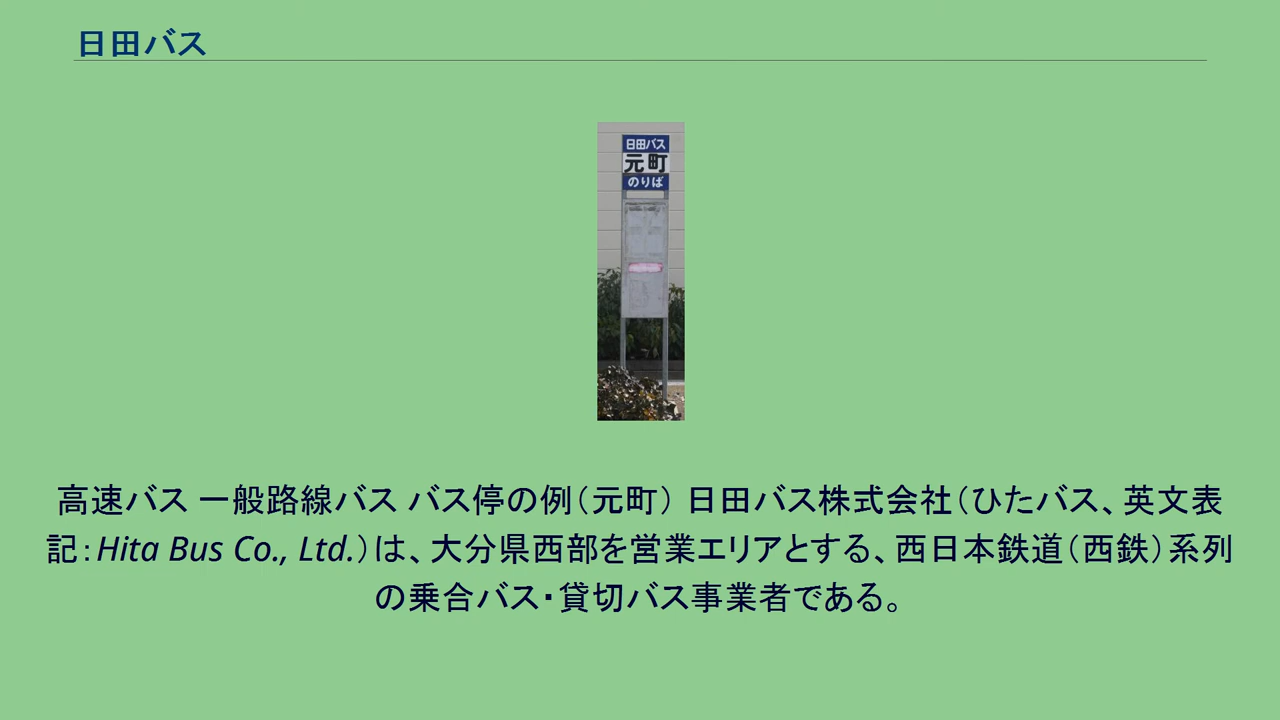 日田バス
日田バス
元町
のりば
高速バス 一般路線バス バス停の例（元町） 日田バス株式会社（ひたバス、英文表
記：Hita Bus Co., Ltd.）は、大分県西部を営業エリアとする、西日本鉄道（西鉄）系列
の乗合バス・貸切バス事業者である。